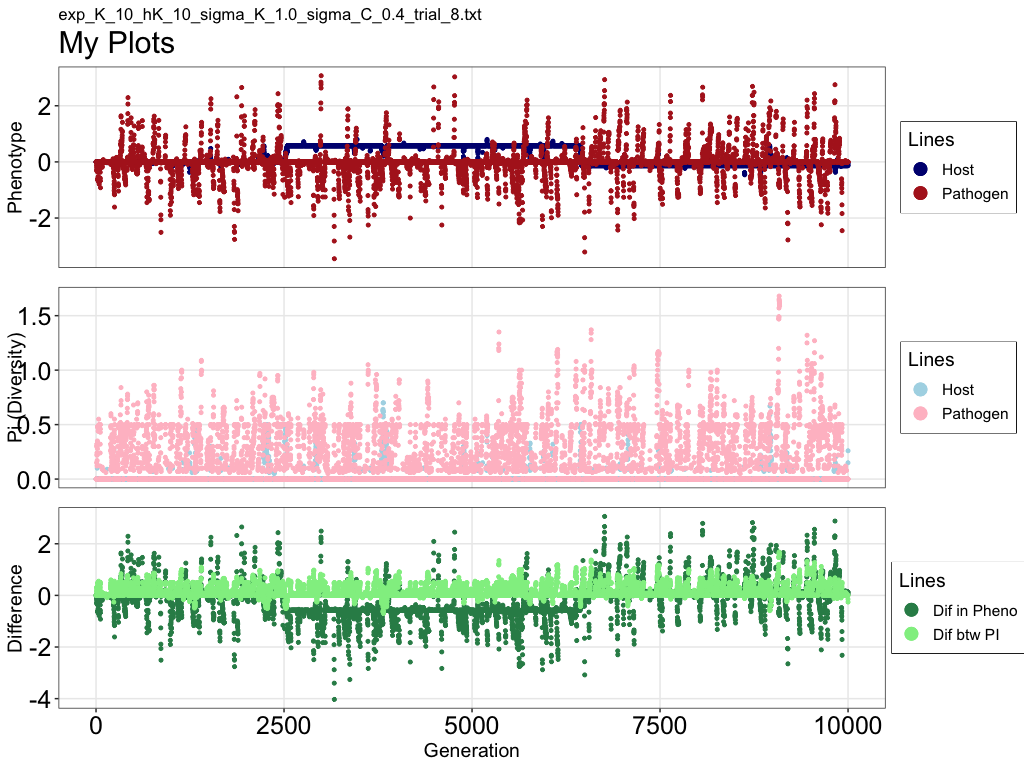 exp_K_10_hK_10_sigma_K_1.0_sigma_C_0.4_trial_8.txt
My Plots
Phenotype
2
0
-2
Lines
Host
Pathogen
Pi (Diversity)
1.5
1.0
0.5
0.0
Lines
Host
Pathogen
Difference
2
0
-2
-4
Lines
Dif in Pheno
Dif btw PI
0 2500 5000 7500 10000
Generation